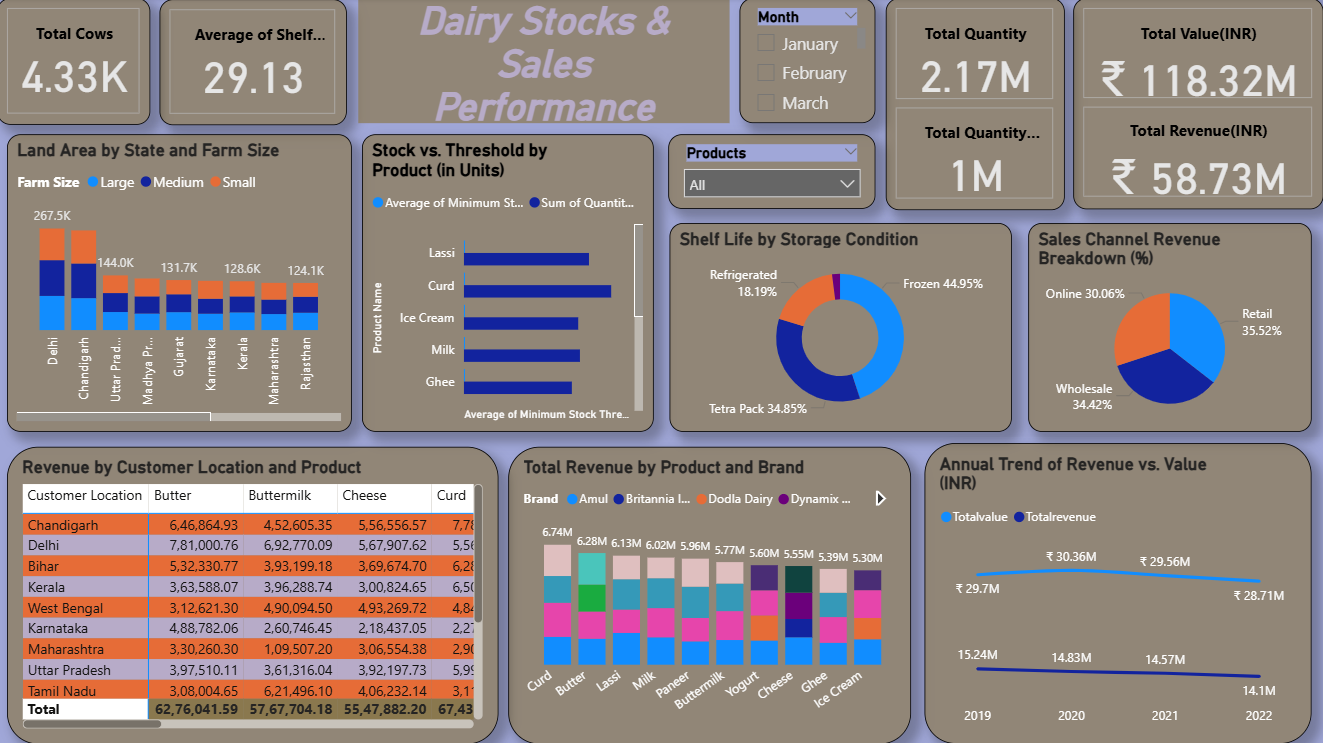 Total Cows
4.33K
Average of Shelf...
29.13
Dairy Stocks &
Sales
Performance
Month
January
February
March
Total Quantity
2.17M
Total Quantity...
1M
Total Value(INR)
₹ 118.32M
Total Revenue(INR)
₹ 58.73M
Products
All
Land Area by State and Farm Size
Farm Size Large Medium Small
267.5K
144.0K
131.7K
128.6K
124.1K
Delhi
Chandigarh
Uttar Prad...
Madhya Pr...
Gujarat
Karnataka
Kerala
Maharashtra
Rajasthan
Stock vs. Threshold by
Product (in Units)
Average of Minimum St... Sum of Quantit...
Product Name
Lassi
Curd
Ice Cream
Milk
Ghee
Average of Minimum Stock Thre...
Shelf Life by Storage Condition
Refrigerated
18.19%
Frozen 44.95%
Tetra Pack 34.85%
Sales Channel Revenue
Breakdown (%)
Online 30.06%
Retail
35.52%
Wholesale
34.42%
Revenue by Customer Location and Product
Customer Location Butter Buttermilk Cheese Curd
Chandigarh 6,46,864.93 4,52,605.35 5,56,556.57 7,78
Delhi 7,81,000.76 6,92,770.09 5,67,907.62 5,56
Bihar 5,32,330.77 3,93,199.18 3,69,674.70 6,28
Kerala 3,63,588.07 3,96,288.74 3,00,824.65 6,50
West Bengal 3,12,621.30 4,90,094.50 4,93,269.72 4,84
Karnataka 4,88,782.06 2,60,746.45 2,18,437.05 2,27
Maharashtra 3,30,260.30 1,09,507.20 3,06,554.38 2,90
Uttar Pradesh 3,97,510.11 3,61,316.04 3,92,197.73 5,99
Tamil Nadu 3,08,004.65 6,21,496.10 4,06,232.14 3,11
Total 62,76,041.59 57,67,704.18 55,47,882.20 67,43
Total Revenue by Product and Brand
Brand Amul Britannia I... Dodla Dairy Dynamix ...
6.74M
6.28M
6.13M
6.02M
5.96M
5.77M
5.60M
5.55M
5.39M
5.30M
Curd
Butter
Lassi
Milk
Paneer
Buttermilk
Yogurt
Cheese
Ghee
Ice Cream
Annual Trend of Revenue vs. Value
(INR)
Totalvalue Totalrevenue
₹ 29.7M
₹ 30.36M
₹ 29.56M
₹ 28.71M
15.24M
14.83M
14.57M
14.1M
2019 2020 2021 2022